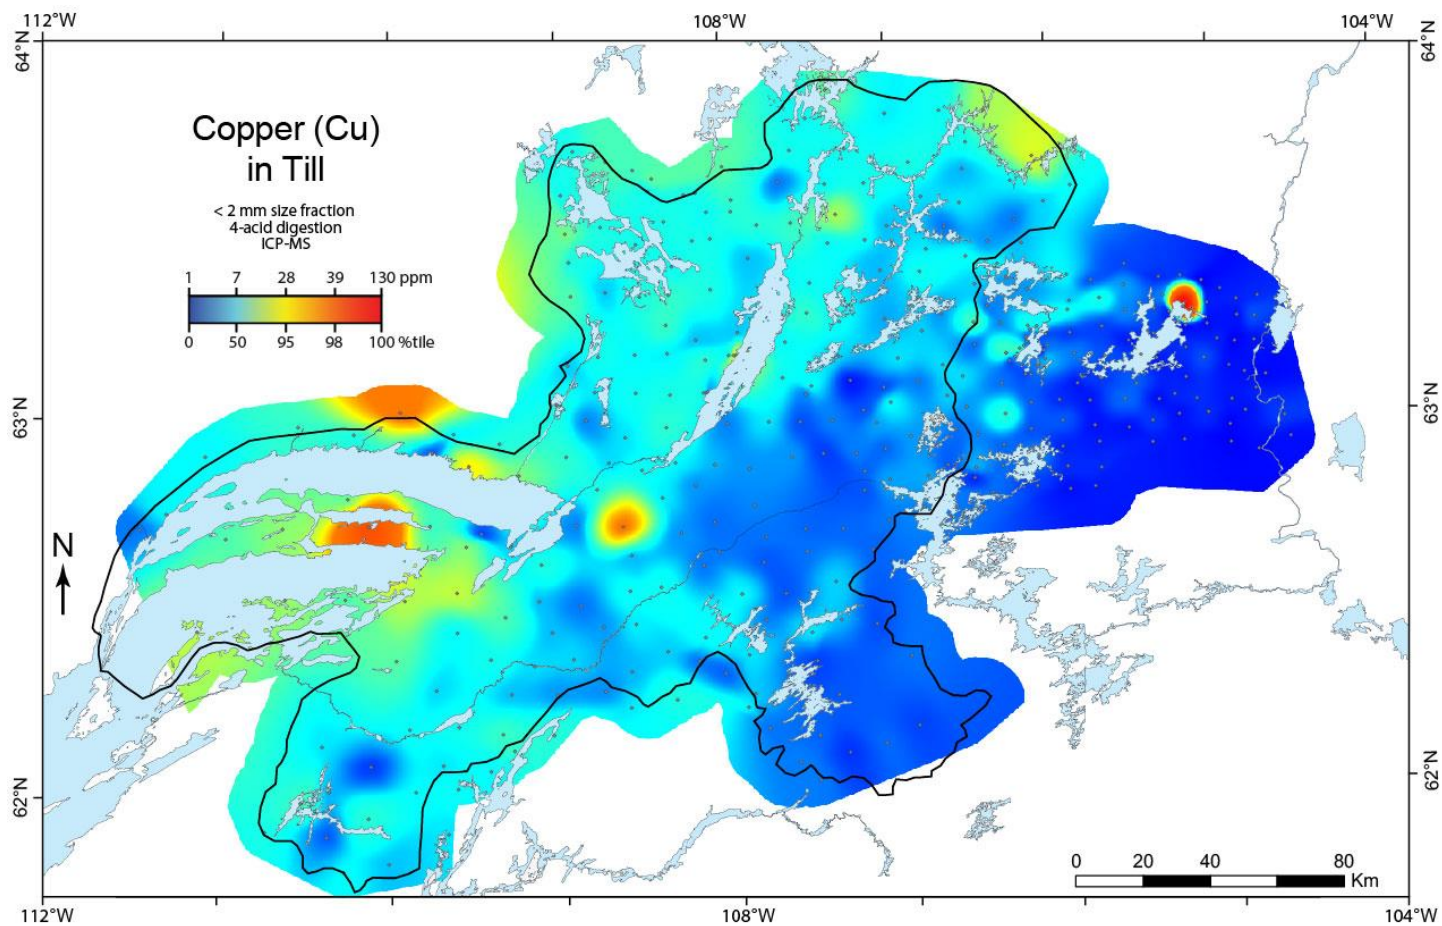 112°W 108°W 104°W
64°N 64°N
Copper (Cu)
in Till
< 2 mm size fraction
4-acid digestion
ICP-MS
1 7 28 39 130 ppm
0 50 95 98 100 %tile
63°N 63°N
N
62°N 62°N
0 20 40 80 Km
112°W 108°W 104°W